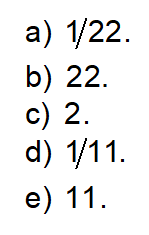 a) 1/22.
b) 22.
c) 2.
d) 1/11.
e) 11.